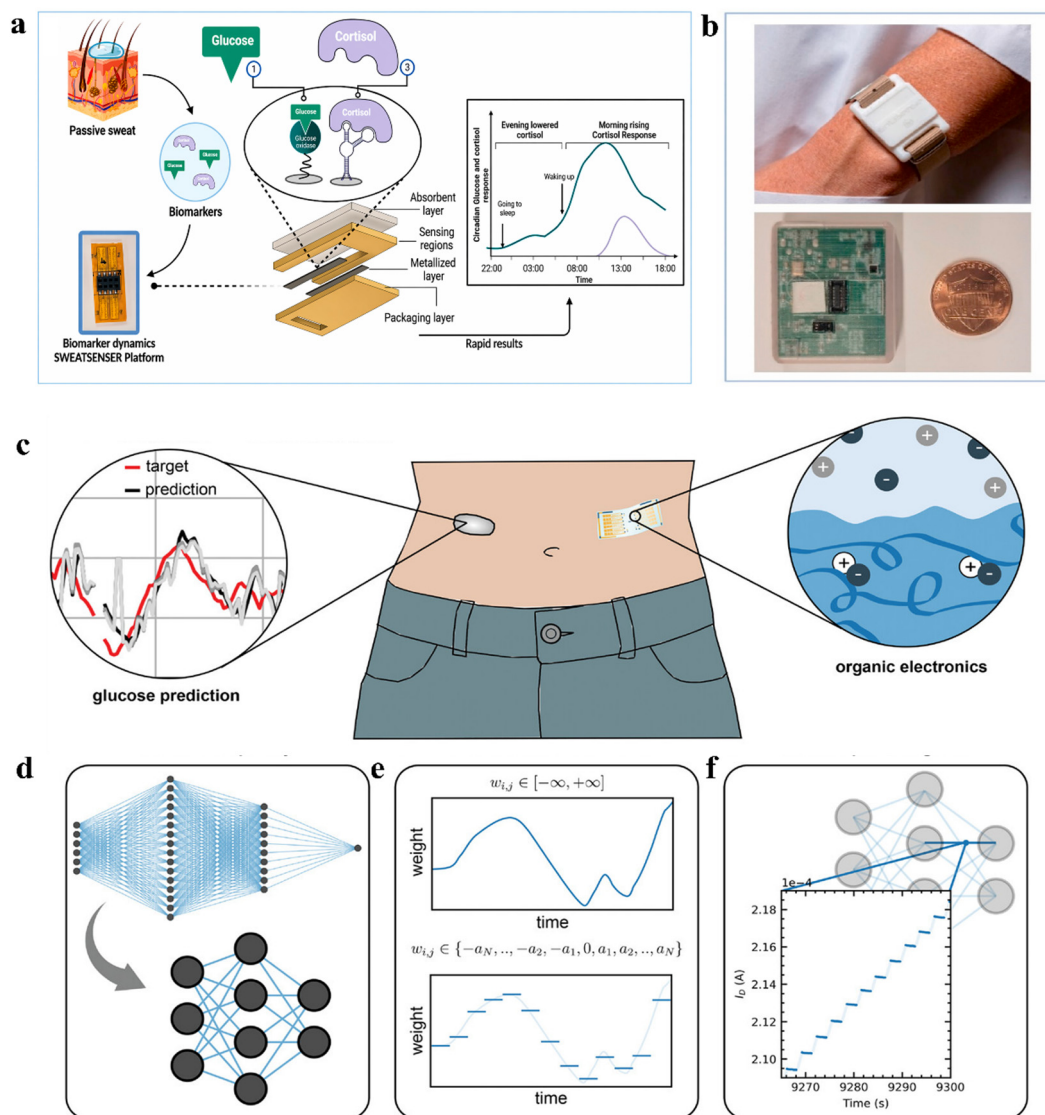 a
Glucose
Cortisol
1
3
Passive sweat
Glucose
Cortisol
Glucose
oxidase
Glucose
Glucose
Biomarkers
Absorbent
layer
Sensing
regions
Metallized
layer
Packaging layer
Biomarker dynamics
SWEATSENSER Platform
Rapid results
Circadian Glucose and cortisol
response
Evening lowered
cortisol
Morning rising
Cortisol Response
Waking up
Going to
sleep
22:00 03:00 08:00 13:00 18:00
Time
b
c
target
prediction
glucose prediction
+
-
organic electronics
d
e
w_{i,j} ∈ [−∞, +∞]
weight
time
w_{i,j} ∈ {−a_N, .., −a_2, −a_1, 0, a_1, a_2, .., a_N}
weight
time
f
1e−4
2.18
2.16
2.14
2.12
2.10
I_D (A)
9270 9280 9290 9300
Time (s)